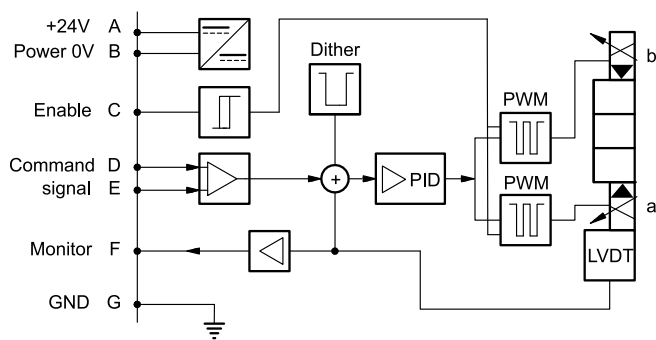 +24V A
Power 0V B
Dither
b
Enable C
PWM
Command D
signal E
PID
PWM
a
Monitor F
LVDT
GND G